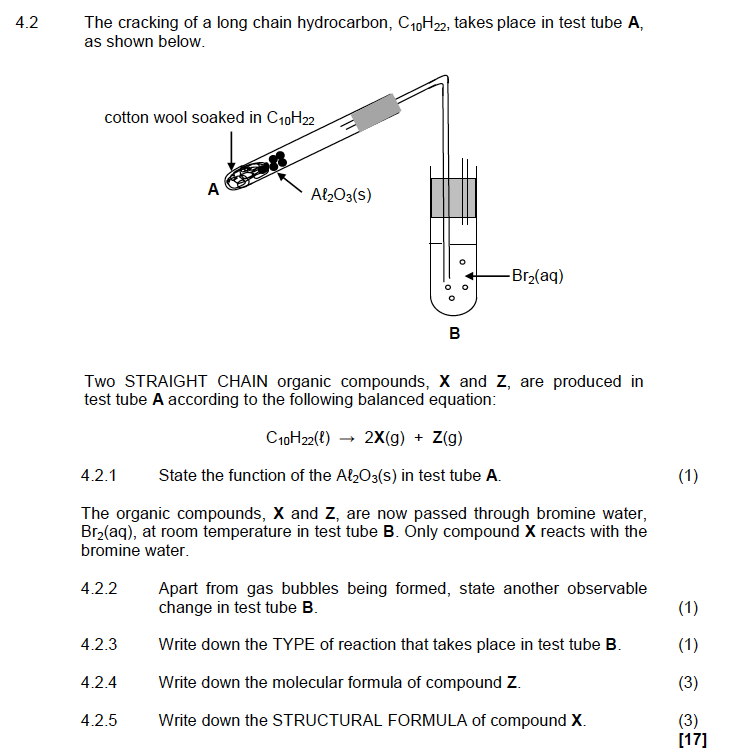 4.2 The cracking of a long chain hydrocarbon, C₁₀H₂₂, takes place in test tube A,
as shown below.
cotton wool soaked in C₁₀H₂₂
A
Aℓ₂O₃(s)
Br₂(aq)
B
Two STRAIGHT CHAIN organic compounds, X and Z, are produced in
test tube A according to the following balanced equation:
C₁₀H₂₂(ℓ) → 2X(g) + Z(g)
4.2.1 State the function of the Aℓ₂O₃(s) in test tube A. (1)
The organic compounds, X and Z, are now passed through bromine water,
Br₂(aq), at room temperature in test tube B. Only compound X reacts with the
bromine water.
4.2.2 Apart from gas bubbles being formed, state another observable
change in test tube B. (1)
4.2.3 Write down the TYPE of reaction that takes place in test tube B. (1)
4.2.4 Write down the molecular formula of compound Z. (3)
4.2.5 Write down the STRUCTURAL FORMULA of compound X. (3)
[17]